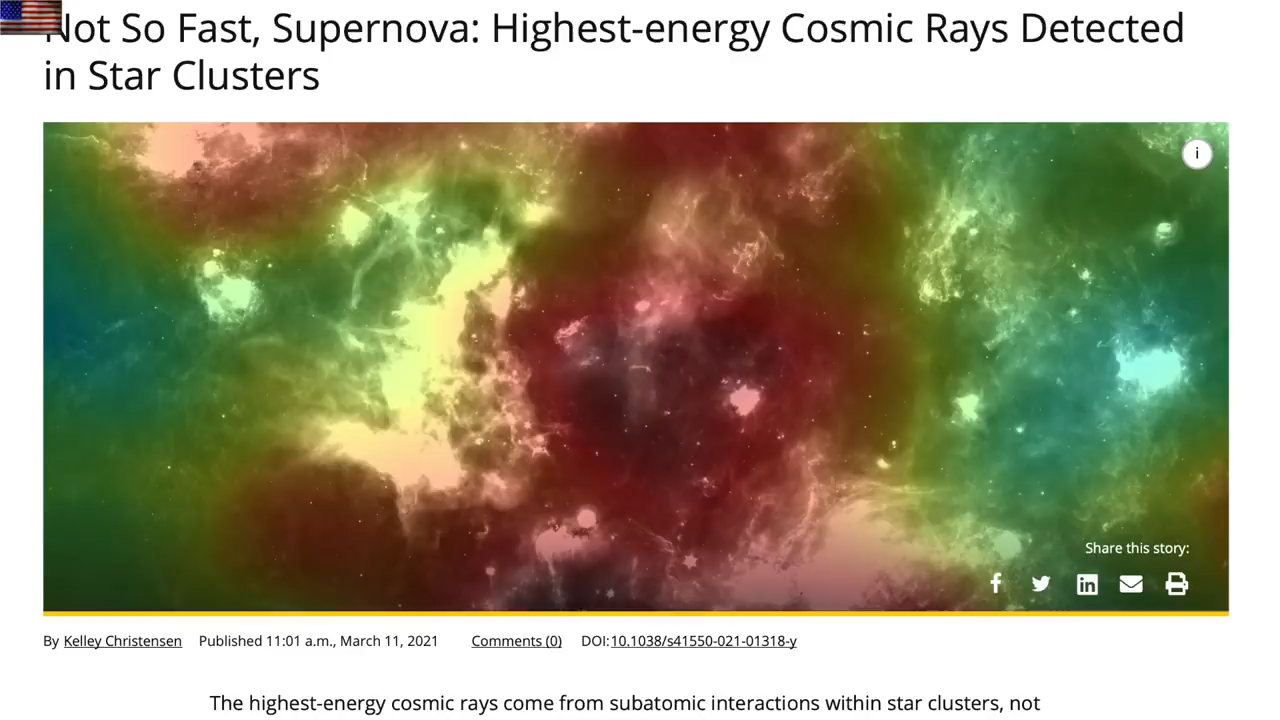 Not So Fast, Supernova: Highest-energy Cosmic Rays Detected
in Star Clusters
i
Share this story:
By Kelley Christensen Published 11:01 a.m., March 11, 2021 Comments (0) DOI:10.1038/s41550-021-01318-y
The highest-energy cosmic rays come from subatomic interactions within star clusters, not